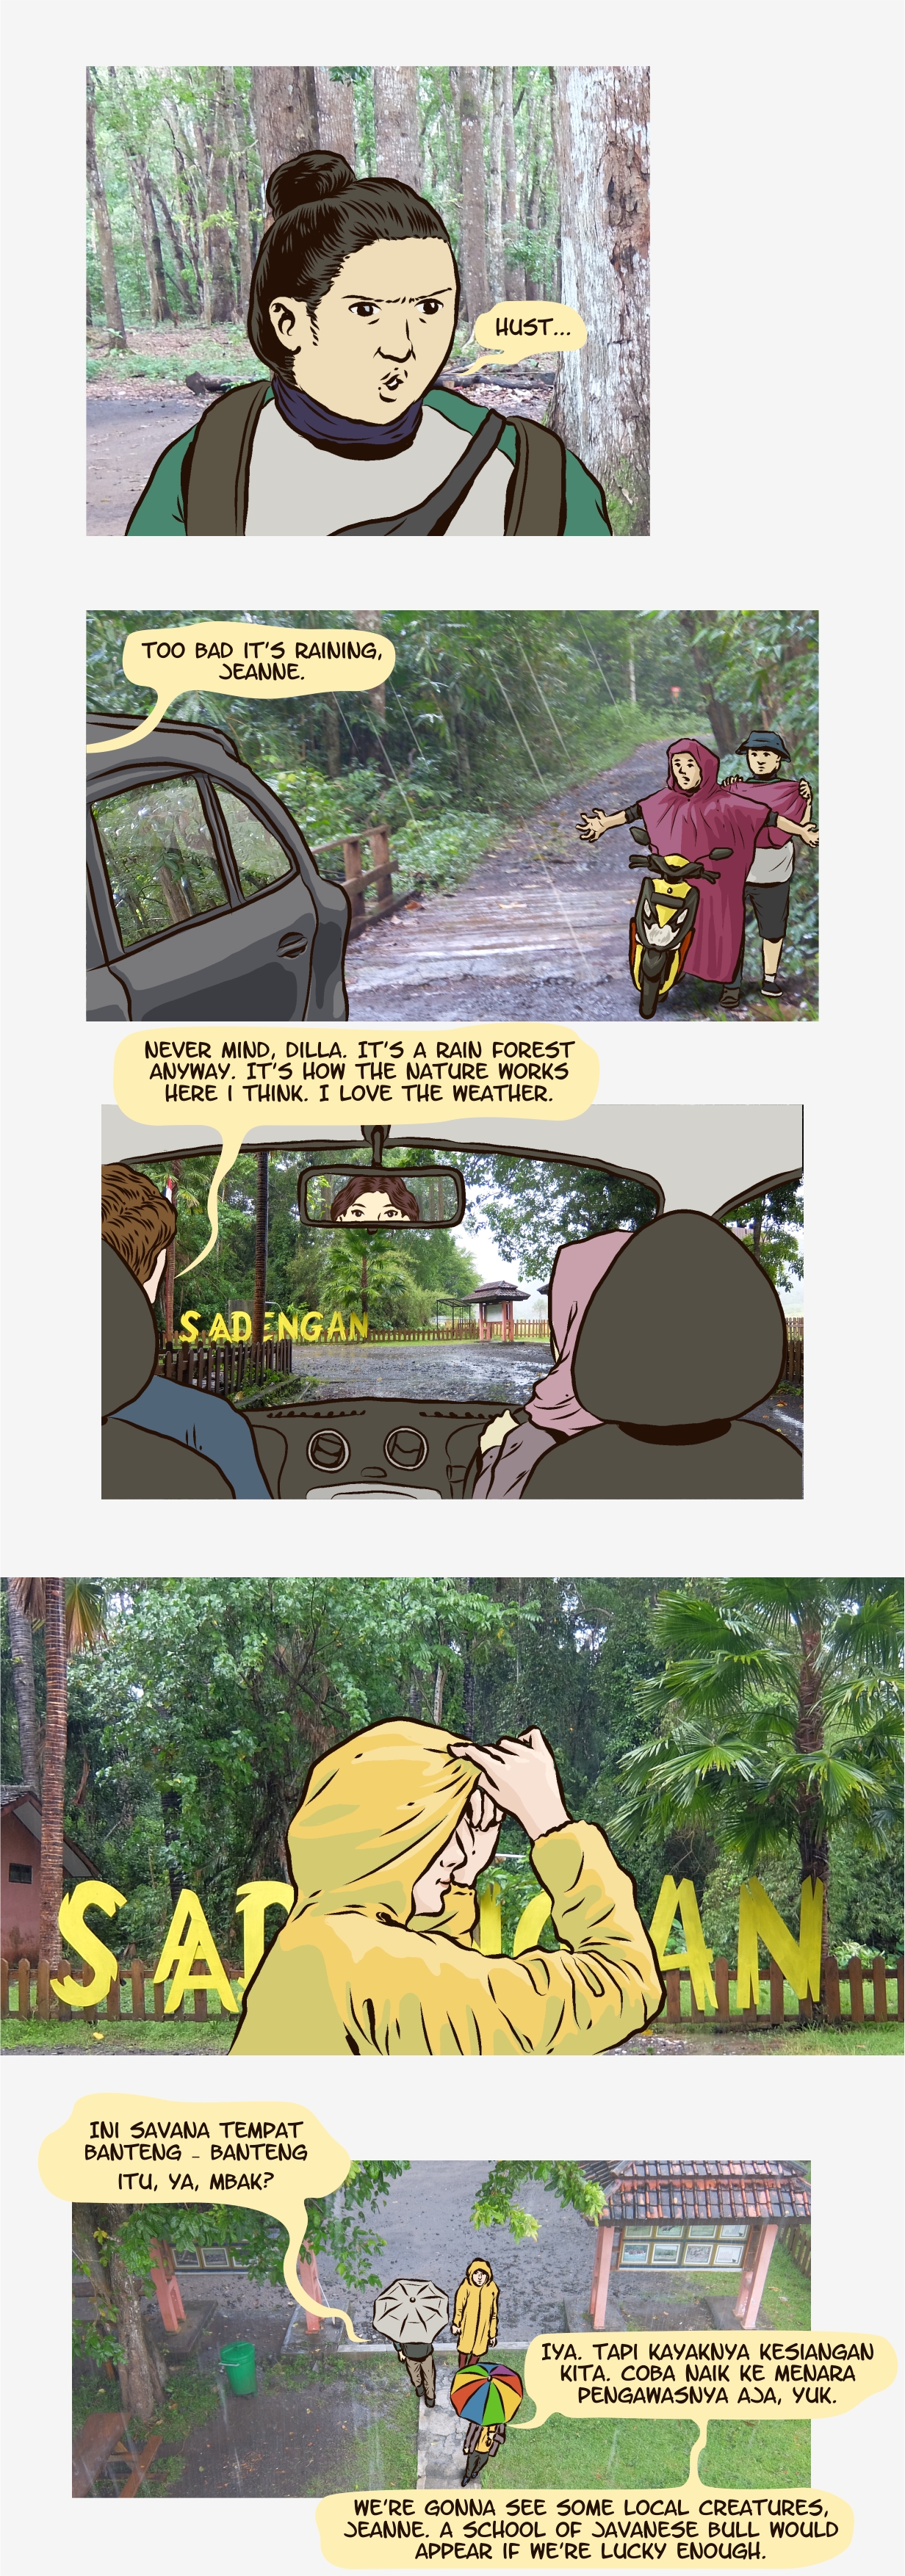 HUST...
TOO BAD IT'S RAINING,
JEANNE.
NEVER MIND, DILLA. IT'S A RAIN FOREST
ANYWAY. IT'S HOW THE NATURE WORKS
HERE I THINK. I LOVE THE WEATHER.
SADENGAN
SAD NGAN
INI SAVANA TEMPAT
BANTENG - BANTENG
ITU, YA, MBAK?
IYA. TAPI KAYAKNYA KESIANGAN
KITA. COBA NAIK KE MENARA
PENGAWASNYA AJA, YUK.
WE'RE GONNA SEE SOME LOCAL CREATURES,
JEANNE. A SCHOOL OF JAVANESE BULL WOULD
APPEAR IF WE'RE LUCKY ENOUGH.